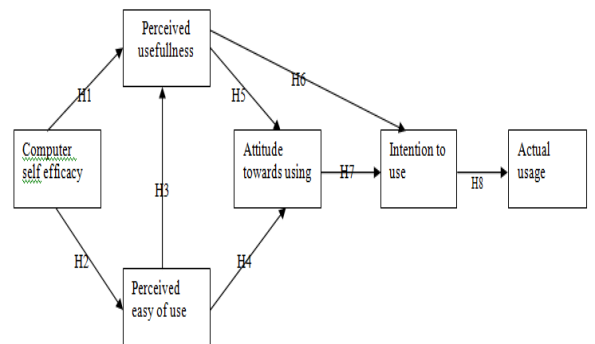 Perceived
usefullness
H6
H1
H5
Computer
self efficacy
Attitude
towards using
Intention to
use
Actual
usage
H7
H8
H3
H2
H4
Perceived
easy of use